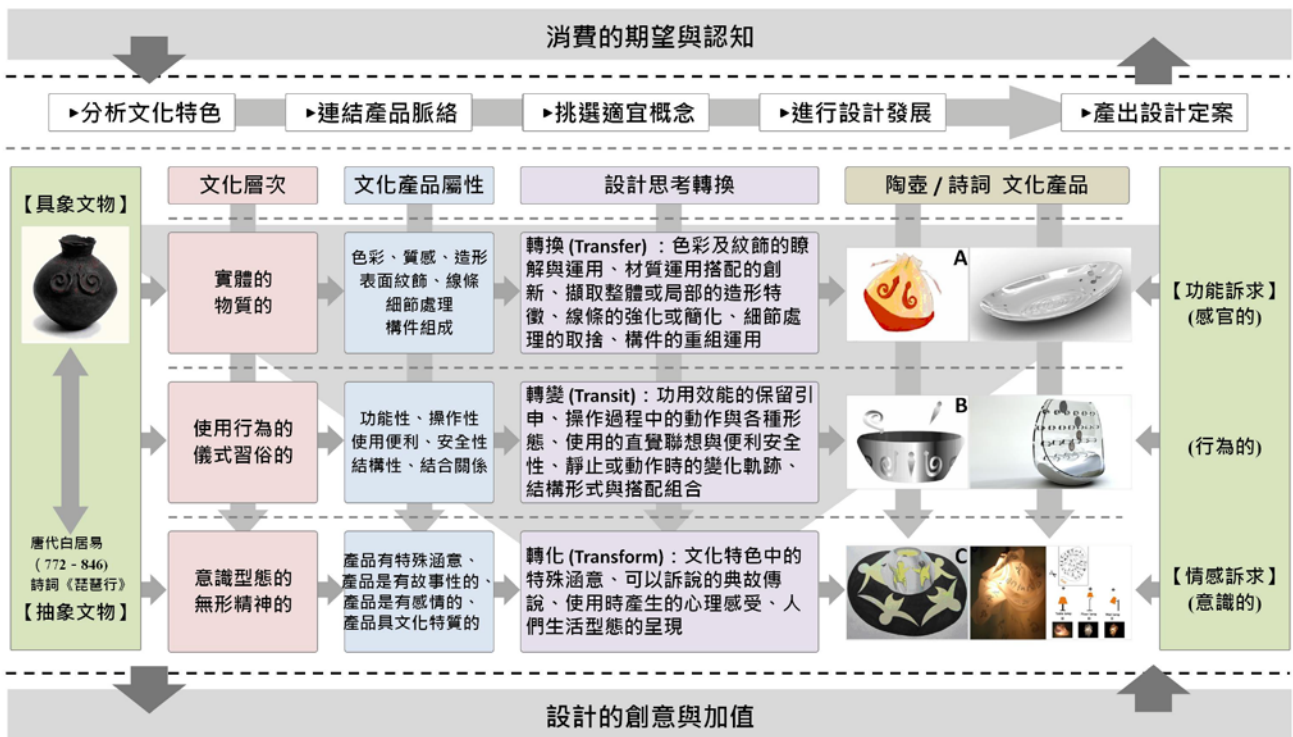 消費的期望與認知
▸分析文化特色
▸連結產品脈絡
▸挑選適宜概念
▸進行設計發展
▸產出設計定案
【具象文物】
唐代白居易
(772 - 846)
詩詞《琵琶行》
【抽象文物】
文化層次
文化產品屬性
設計思考轉換
陶壺 / 詩詞 文化產品
實體的
物質的
色彩、質感、造形
表面紋飾、線條
細節處理
構件組成
轉換 (Transfer) ：色彩及紋飾的瞭
解與運用、材質運用搭配的創
新、擷取整體或局部的造形特
徵、線條的強化或簡化、細節處
理的取捨、構件的重組運用
A
【功能訴求】
(感官的)
使用行為的
儀式習俗的
功能性、操作性
使用便利、安全性
結構性、結合關係
轉變 (Transit)：功用效能的保留引
申、操作過程中的動作與各種形
態、使用的直覺聯想與便利安全
性、靜止或動作時的變化軌跡、
結構形式與搭配組合
B
(行為的)
意識型態的
無形精神的
產品有特殊涵意、
產品是有故事性的、
產品是有感情的、
產品具文化特質的
轉化 (Transform)：文化特色中的
特殊涵意、可以訴說的典故傳
說、使用時產生的心理感受、人
們生活型態的呈現
C
【情感訴求】
(意識的)
設計的創意與加值